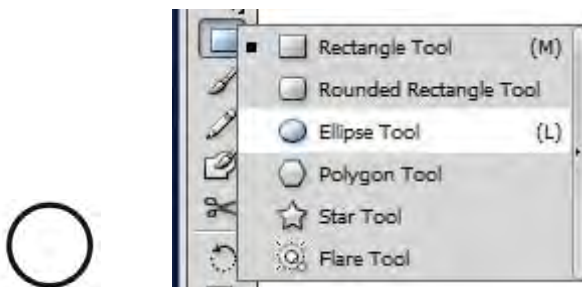 Rectangle Tool (M)
Rounded Rectangle Tool
Ellipse Tool (L)
Polygon Tool
Star Tool
Flare Tool